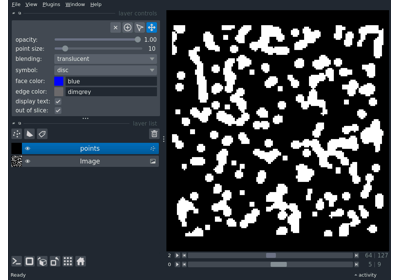 File View Plugins Window Help
layer controls
opacity: 1.00
point size: 10
blending: translucent
symbol: disc
face color: blue
edge color: dimgrey
display text:
out of slice:
layer list
points
Image
2 64 127
0 5 9
Ready activity